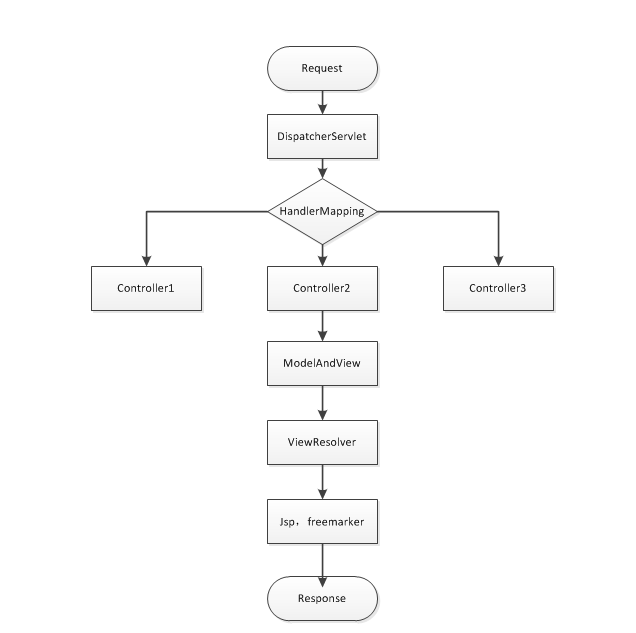 Request
DispatcherServlet
HandlerMapping
Controller1
Controller2
Controller3
ModelAndView
ViewResolver
Jsp，freemarker
Response